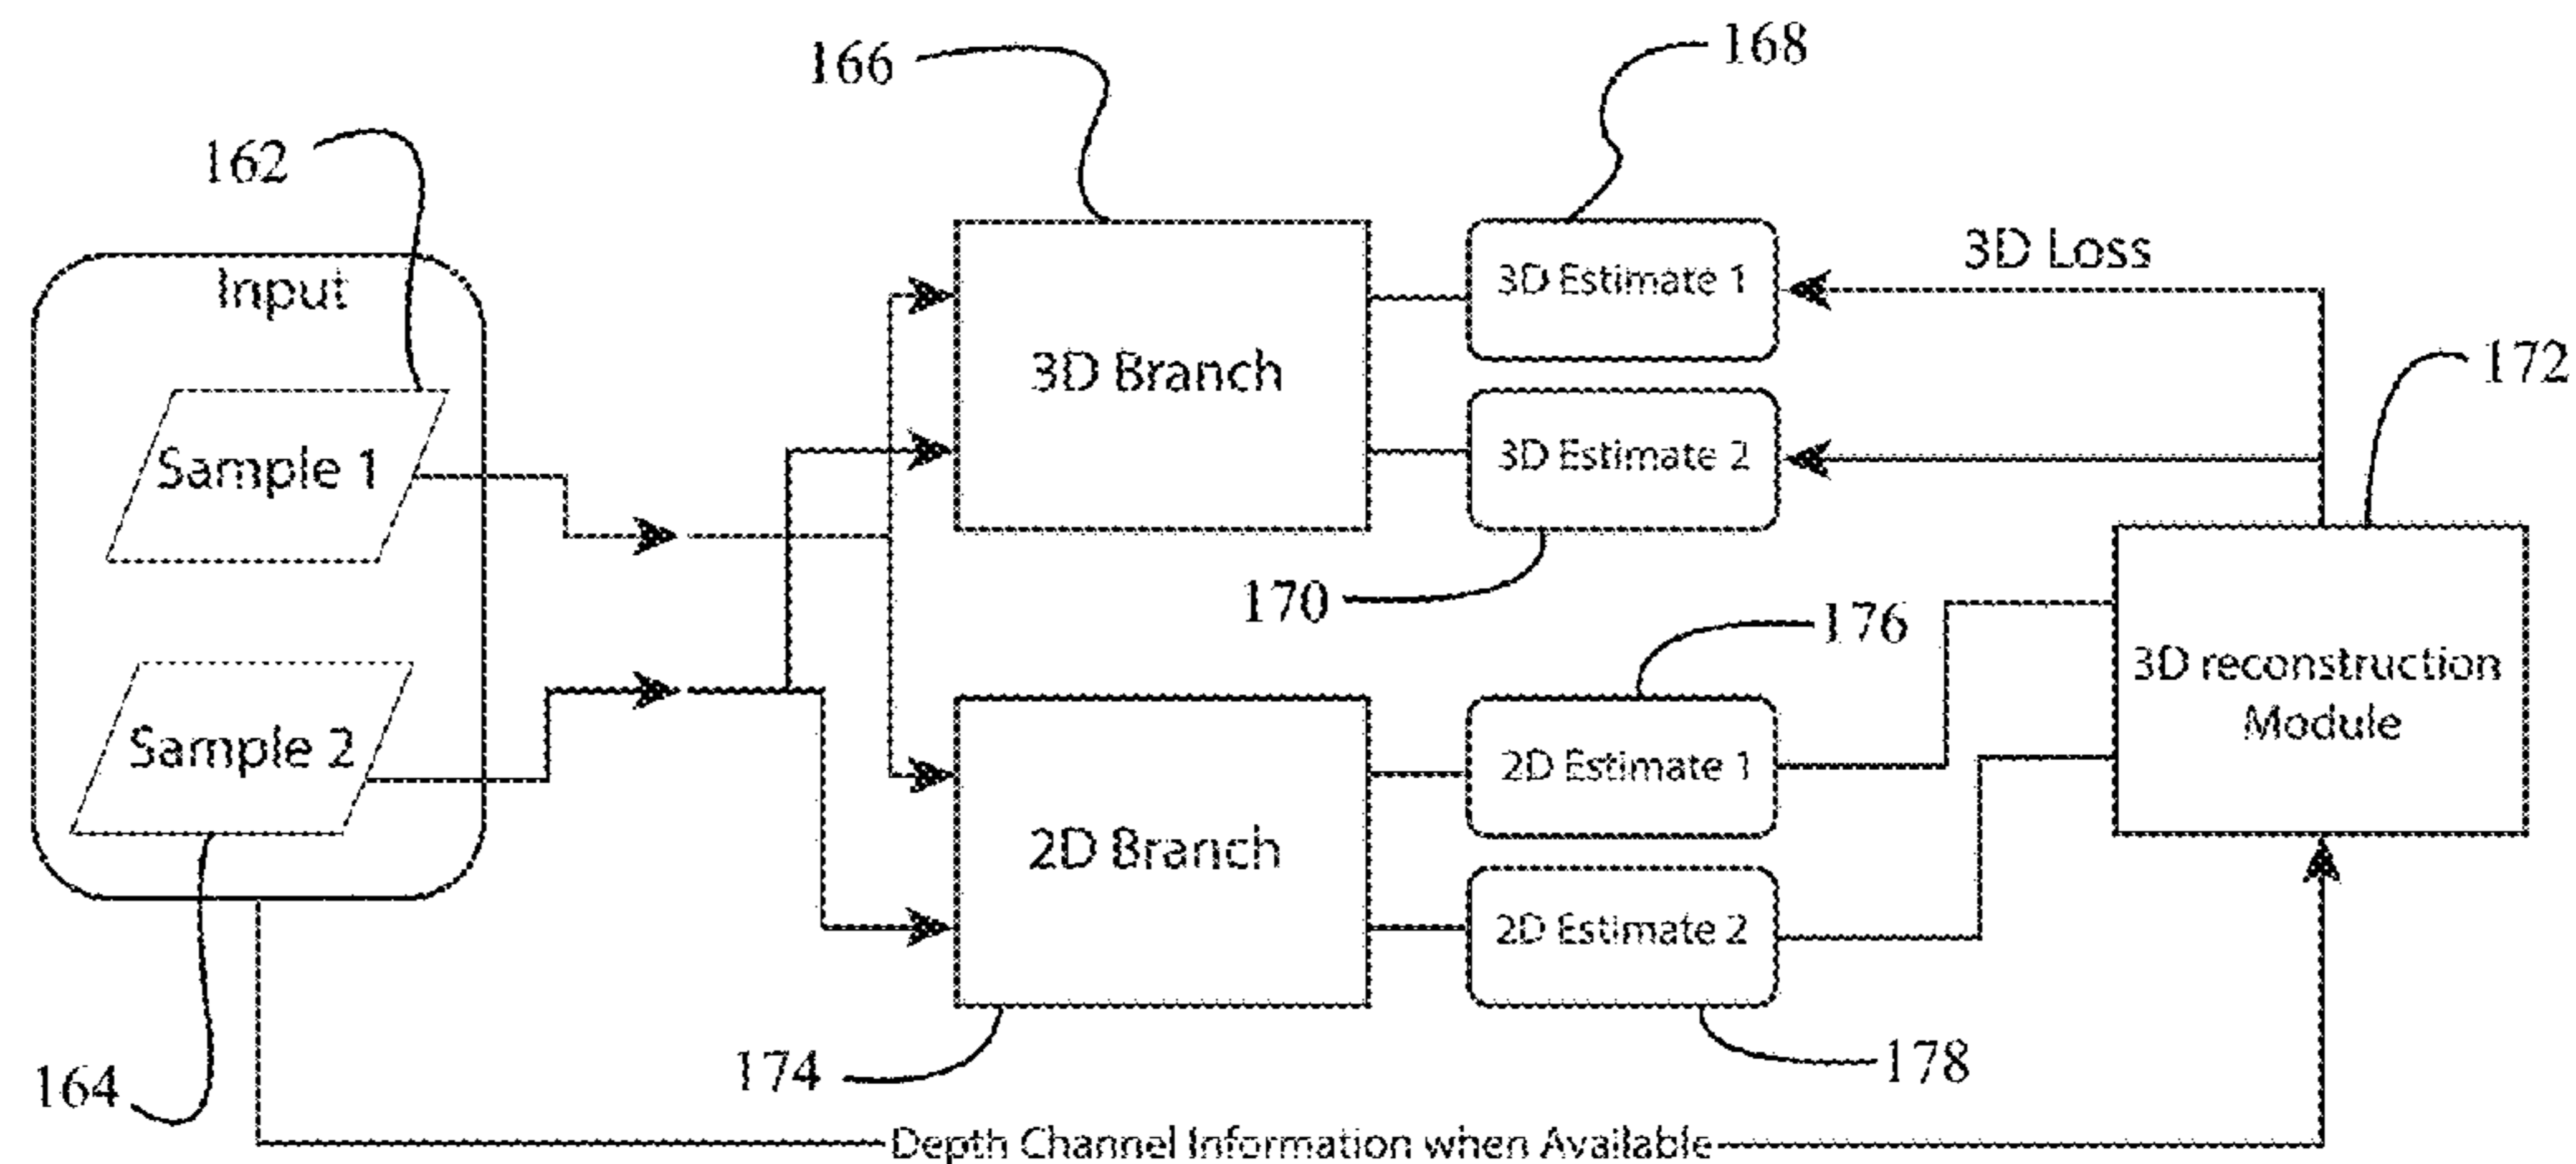 166
168
162
Input
3D Estimate 1
3D Loss
3D Branch
172
Sample 1
3D Estimate 2
170
176
3D reconstruction
Module
Sample 2
2D Estimate 1
2D Branch
2D Estimate 2
164
174
178
Depth Channel Information when Available